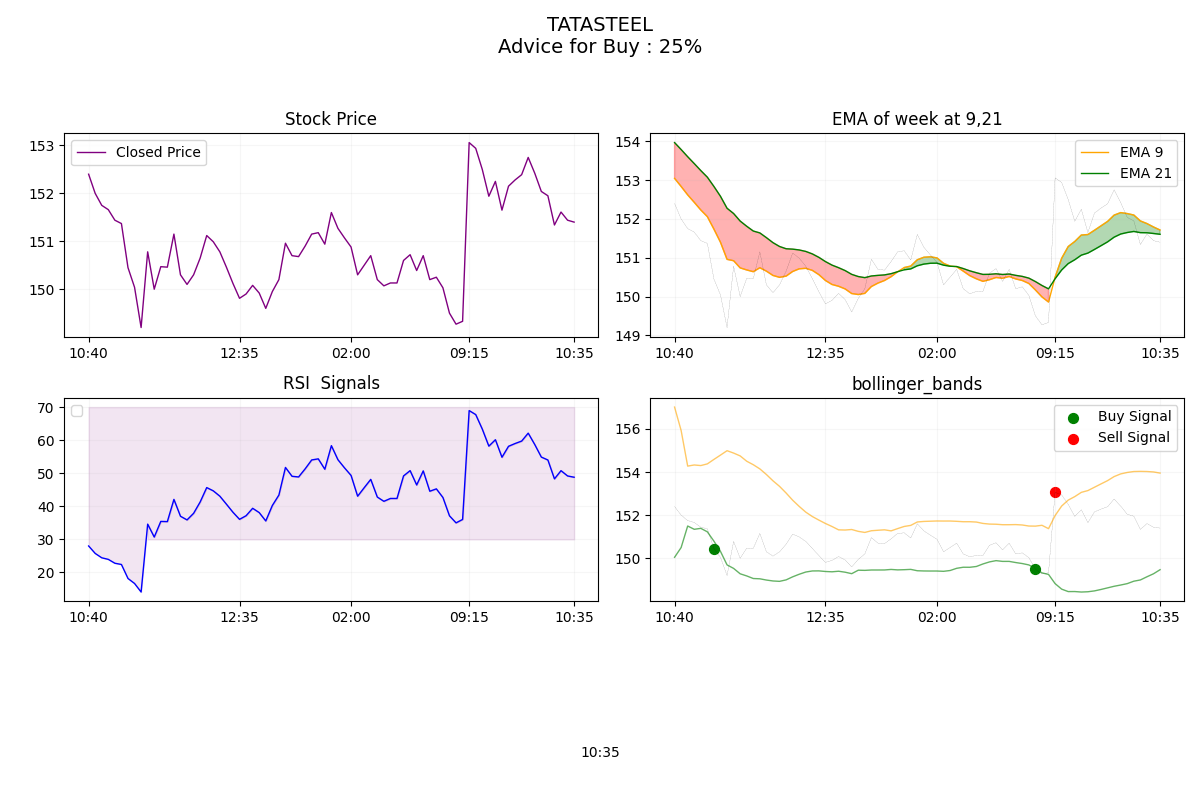 TATASTEEL
Advice for Buy : 25%
Stock Price
Closed Price
153
152
151
150
10:40 12:35 02:00 09:15 10:35
EMA of week at 9,21
EMA 9
EMA 21
154
153
152
151
150
149
10:40 12:35 02:00 09:15 10:35
RSI  Signals
70
60
50
40
30
20
10:40 12:35 02:00 09:15 10:35
bollinger_bands
Buy Signal
Sell Signal
156
154
152
150
10:40 12:35 02:00 09:15 10:35
10:35